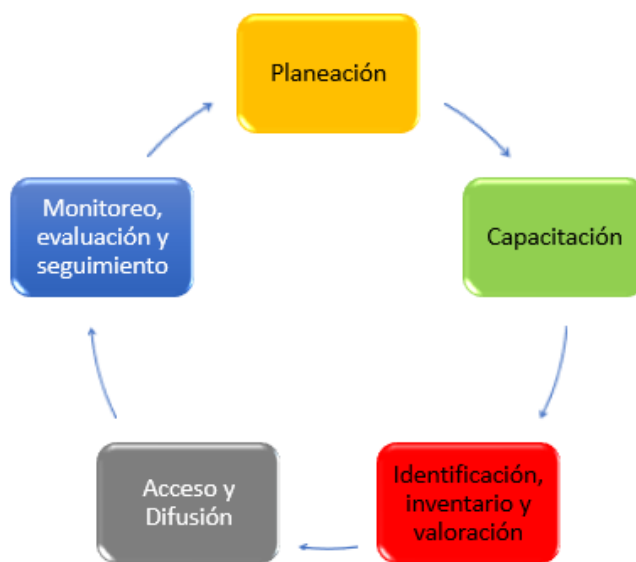 Planeación
Capacitación
Identificación,
inventario y
valoración
Acceso y
Difusión
Monitoreo,
evaluación y
seguimiento